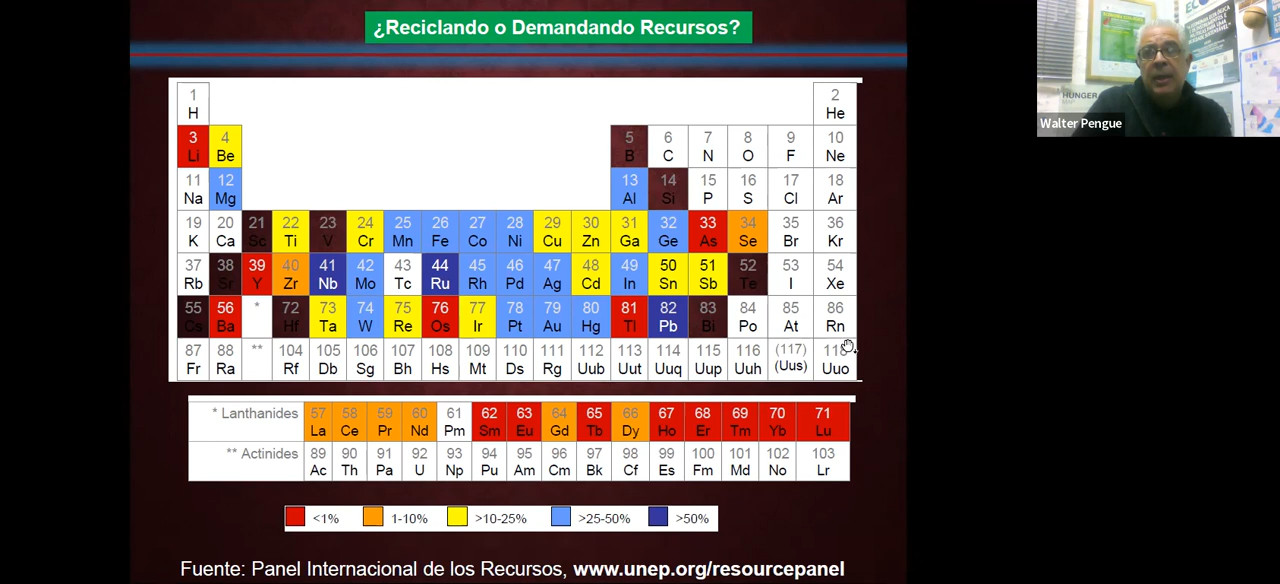 ¿Reciclando o Demandando Recursos?
Walter Pengue
HUNGER
1 2
H He
3 4 5 6 7 8 9 10
Li Be B C N O F Ne
11 12 13 14 15 16 17 18
Na Mg Al Si P S Cl Ar
19 20 21 22 23 24 25 26 27 28 29 30 31 32 33 34 35 36
K Ca Sc Ti V Cr Mn Fe Co Ni Cu Zn Ga Ge As Se Br Kr
37 38 39 40 41 42 43 44 45 46 47 48 49 50 51 52 53 54
Rb Sr Y Zr Nb Mo Tc Ru Rh Pd Ag Cd In Sn Sb Te I Xe
55 56 * 72 73 74 75 76 77 78 79 80 81 82 83 84 85 86
Cs Ba Hf Ta W Re Os Ir Pt Au Hg Tl Pb Bi Po At Rn
87 88 ** 104 105 106 107 108 109 110 111 112 113 114 115 116 (117) 118
Fr Ra Rf Db Sg Bh Hs Mt Ds Rg Uub Uut Uuq Uup Uuh (Uus) Uuo
* Lanthanides 57 58 59 60 61 62 63 64 65 66 67 68 69 70 71
La Ce Pr Nd Pm Sm Eu Gd Tb Dy Ho Er Tm Yb Lu
** Actinides 89 90 91 92 93 94 95 96 97 98 99 100 101 102 103
Ac Th Pa U Np Pu Am Cm Bk Cf Es Fm Md No Lr
<1% 1-10% >10-25% >25-50% >50%
Fuente: Panel Internacional de los Recursos, www.unep.org/resourcepanel